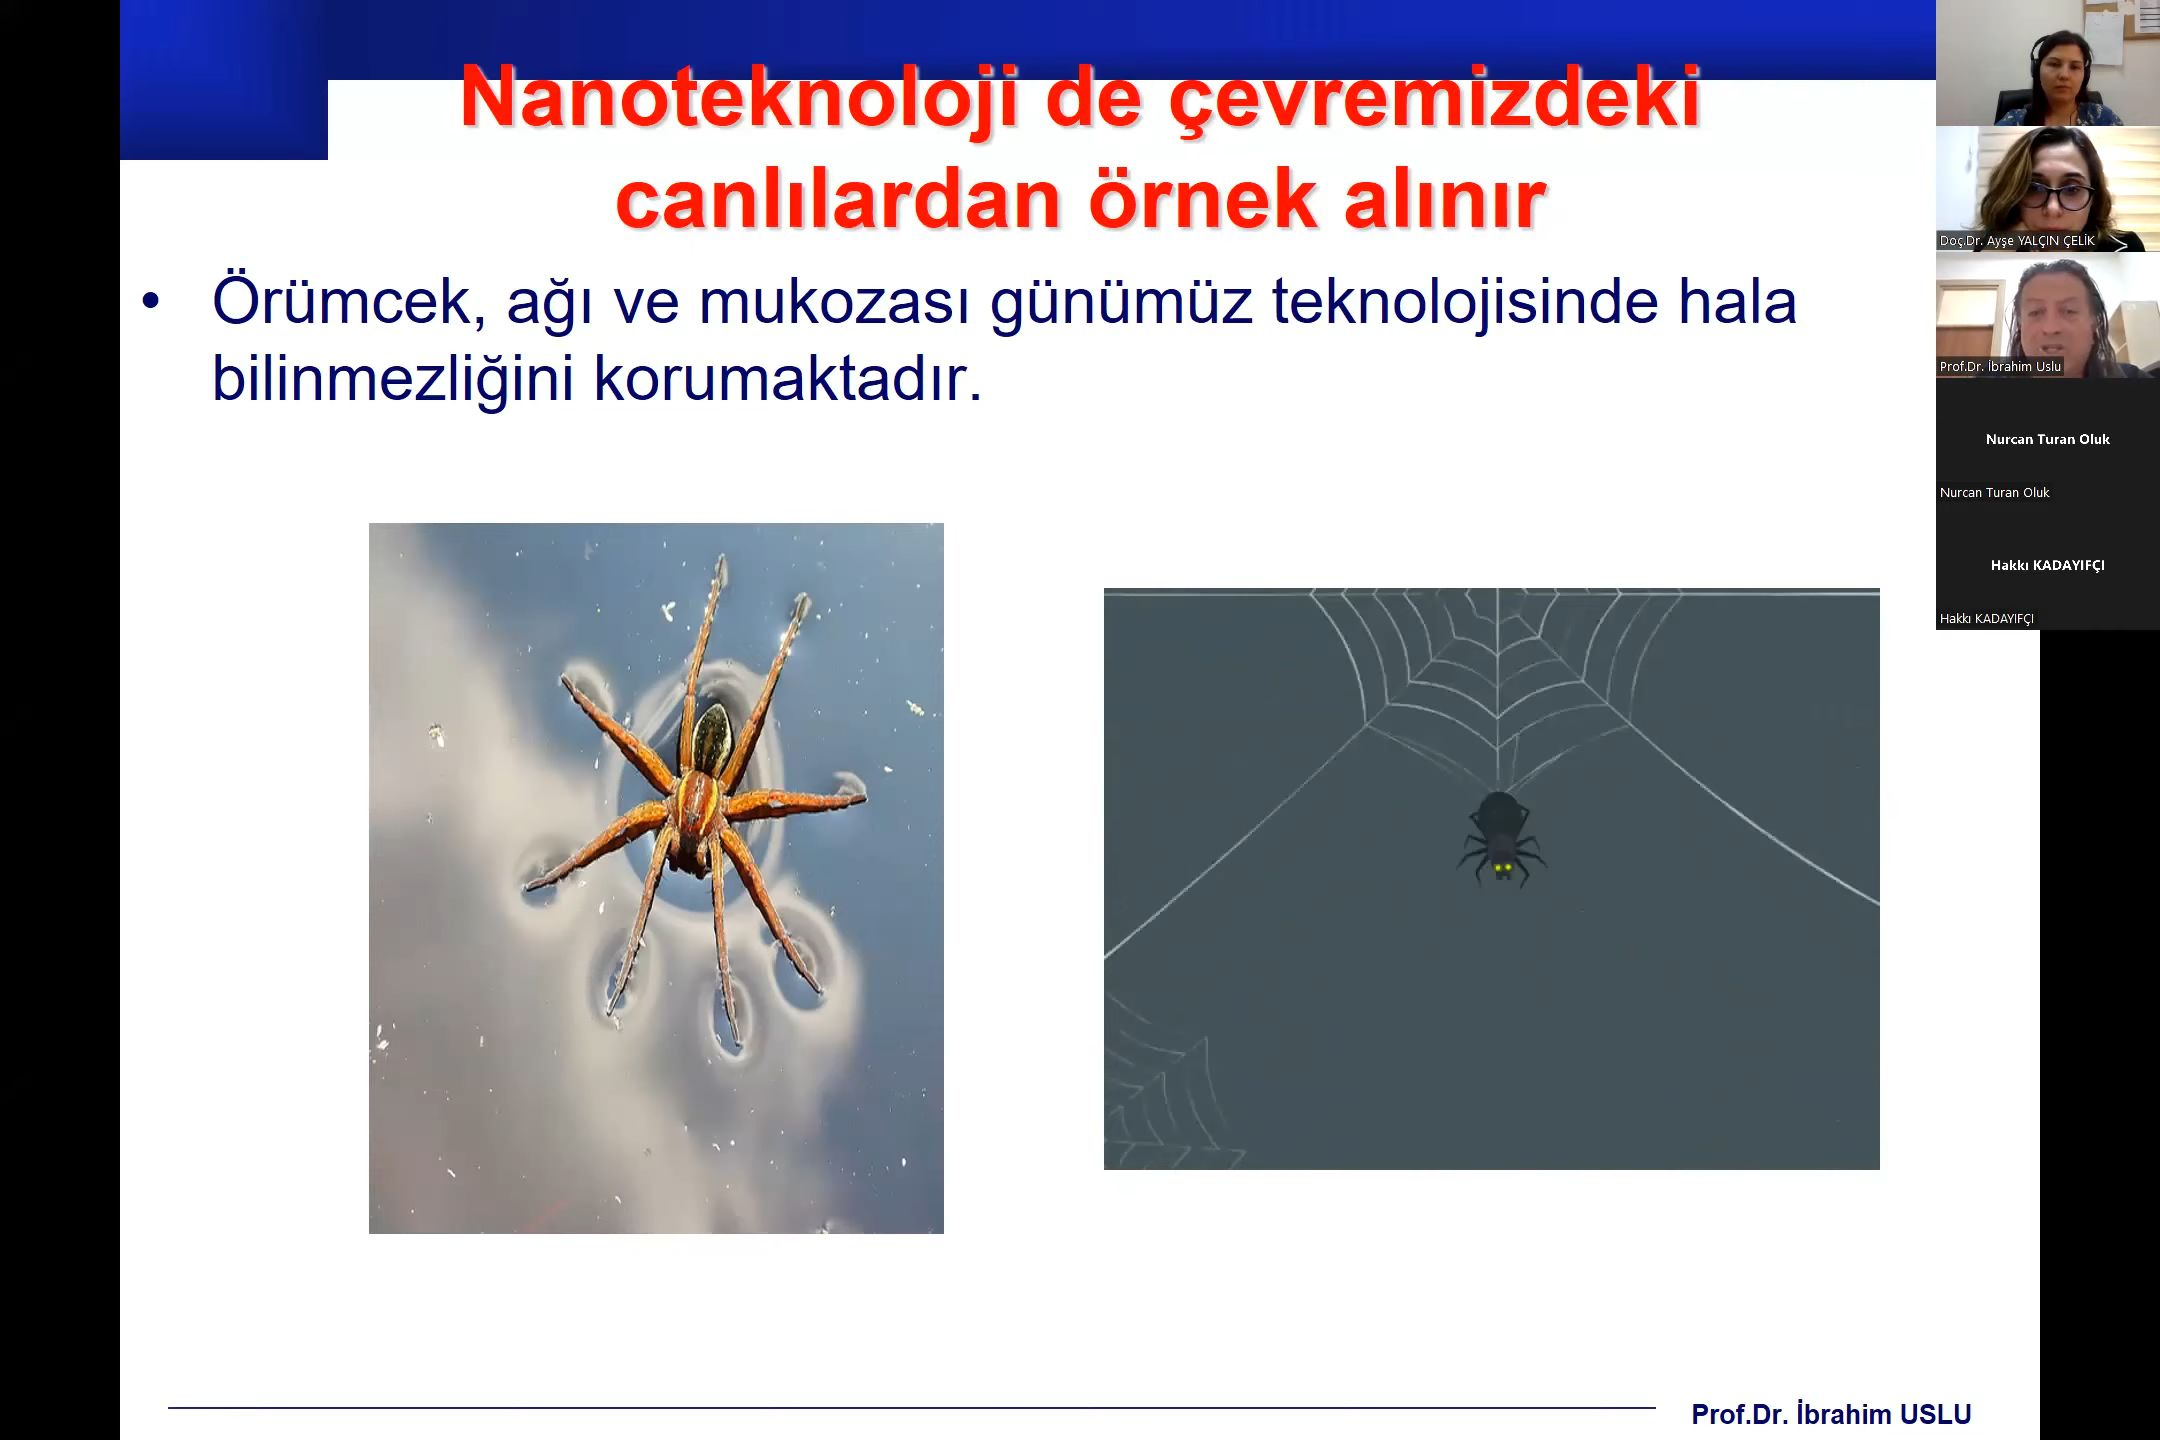 Nanoteknoloji de çevremizdeki
canlılardan örnek alınır
• Örümcek, ağı ve mukozası günümüz teknolojisinde hala
bilinmezliğini korumaktadır.
Prof.Dr. İbrahim USLU
Doç.Dr. Ayşe YALÇIN ÇELİK
Prof.Dr. İbrahim Uslu
Nurcan Turan Oluk
Nurcan Turan Oluk
Hakkı KADAYIFÇI
Hakkı KADAYIFÇI